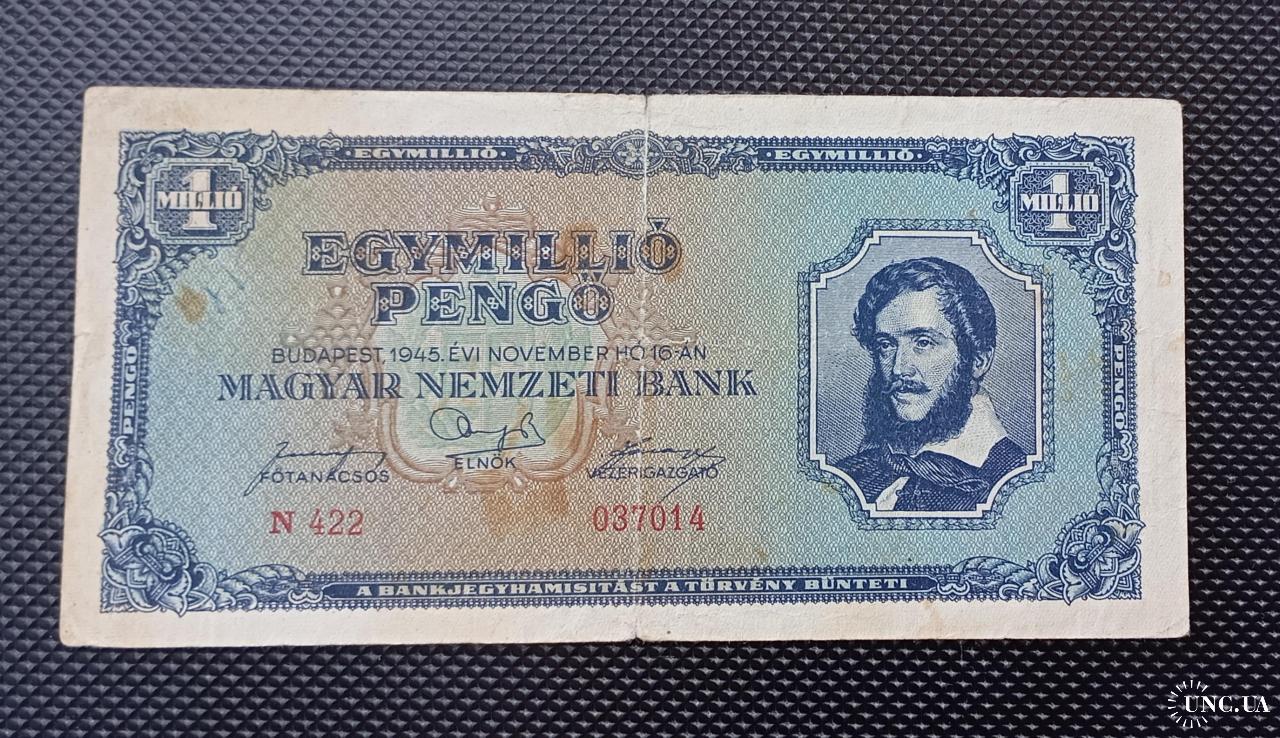 · EGYMILLIÓ ·
· EGYMILLIÓ ·
1
MILLIÓ
1
MILLIÓ
EGYMILLIÓ
PENGŐ
BUDAPEST, 1945. ÉVI NOVEMBER HÓ 16-ÁN
MAGYAR NEMZETI BANK
FŐTANÁCSOS
ELNÖK
VEZÉRIGAZGATÓ
PENGŐ
PENGŐ
N 422
037014
A BANKJEGYHAMISÍTÁST A TÖRVÉNY BÜNTETI
UNC.UA